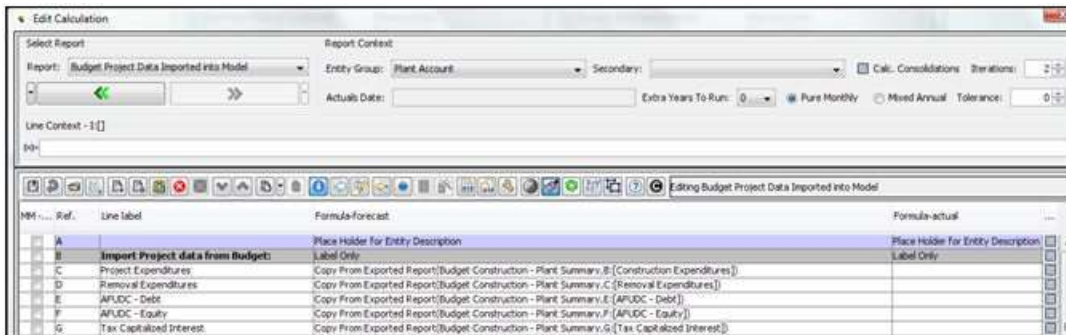 Edit Calculation
Select Report
Report Context
Report: Budget Project Data Imported into Model
Entity Group: Plant Account
Secondary:
Calc. Consolidations
Iterations: 2
Actuals Date:
Extra Years To Run: 0
Pure Monthly
Mixed Annual
Tolerance: 0
Line Context - 1:[]
Editing Budget Project Data Imported into Model
MM-... Ref. Line label Formula-forecast Formula-actual ...
A Place Holder for Entity Description Place Holder for Entity Description
B Import Project data from Budget: Label Only Label Only
C Project Expenditures Copy From Exported Report(Budget Construction - Plant Summary.B:[Construction Expenditures])
D Removal Expenditures Copy From Exported Report(Budget Construction - Plant Summary.C:[Removal Expenditures])
E AFUDC - Debt Copy From Exported Report(Budget Construction - Plant Summary.E:[AFUDC - Debt])
F AFUDC - Equity Copy From Exported Report(Budget Construction - Plant Summary.F:[AFUDC - Equity])
G Tax Capitalized Interest Copy From Exported Report(Budget Construction - Plant Summary.G:[Tax Capitalized Interest])